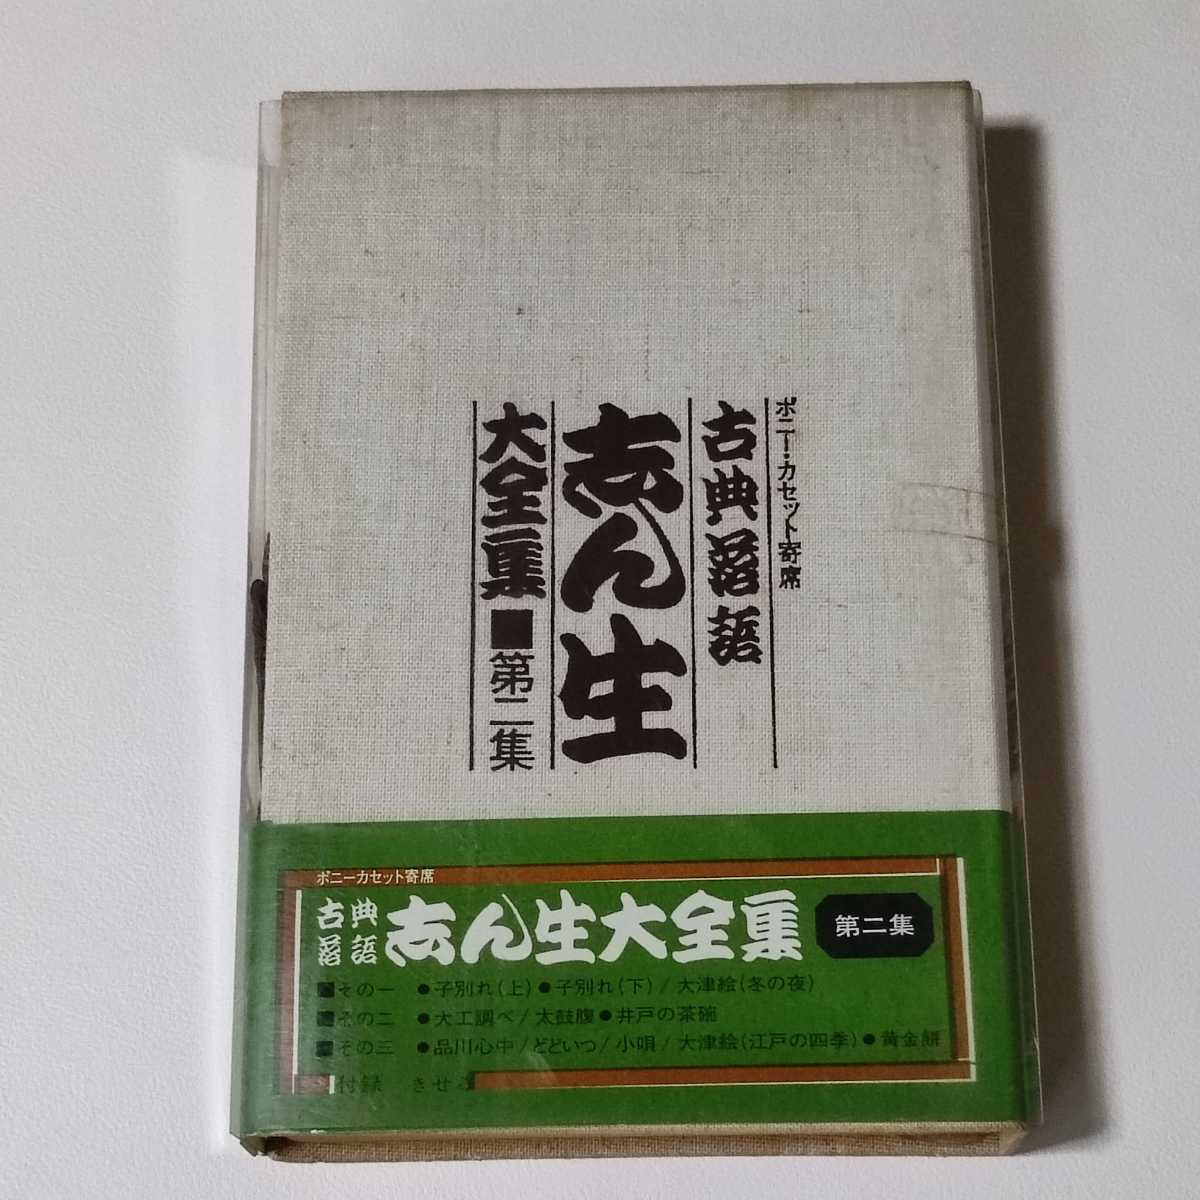 ポニー・カセット寄席
古典落語
志ん生
大全集■第二集
ポニーカセット寄席
古典
落語
志ん生大全集
第二集
■その一 ●子別れ(上)●子別れ(下)/大津絵(冬の夜)
■その二 ●大工調べ/太鼓腹●井戸の茶碗
■その三 ●品川心中/どどいつ/小唄/大津絵(江戸の四季)●黄金餅
付録 きせる